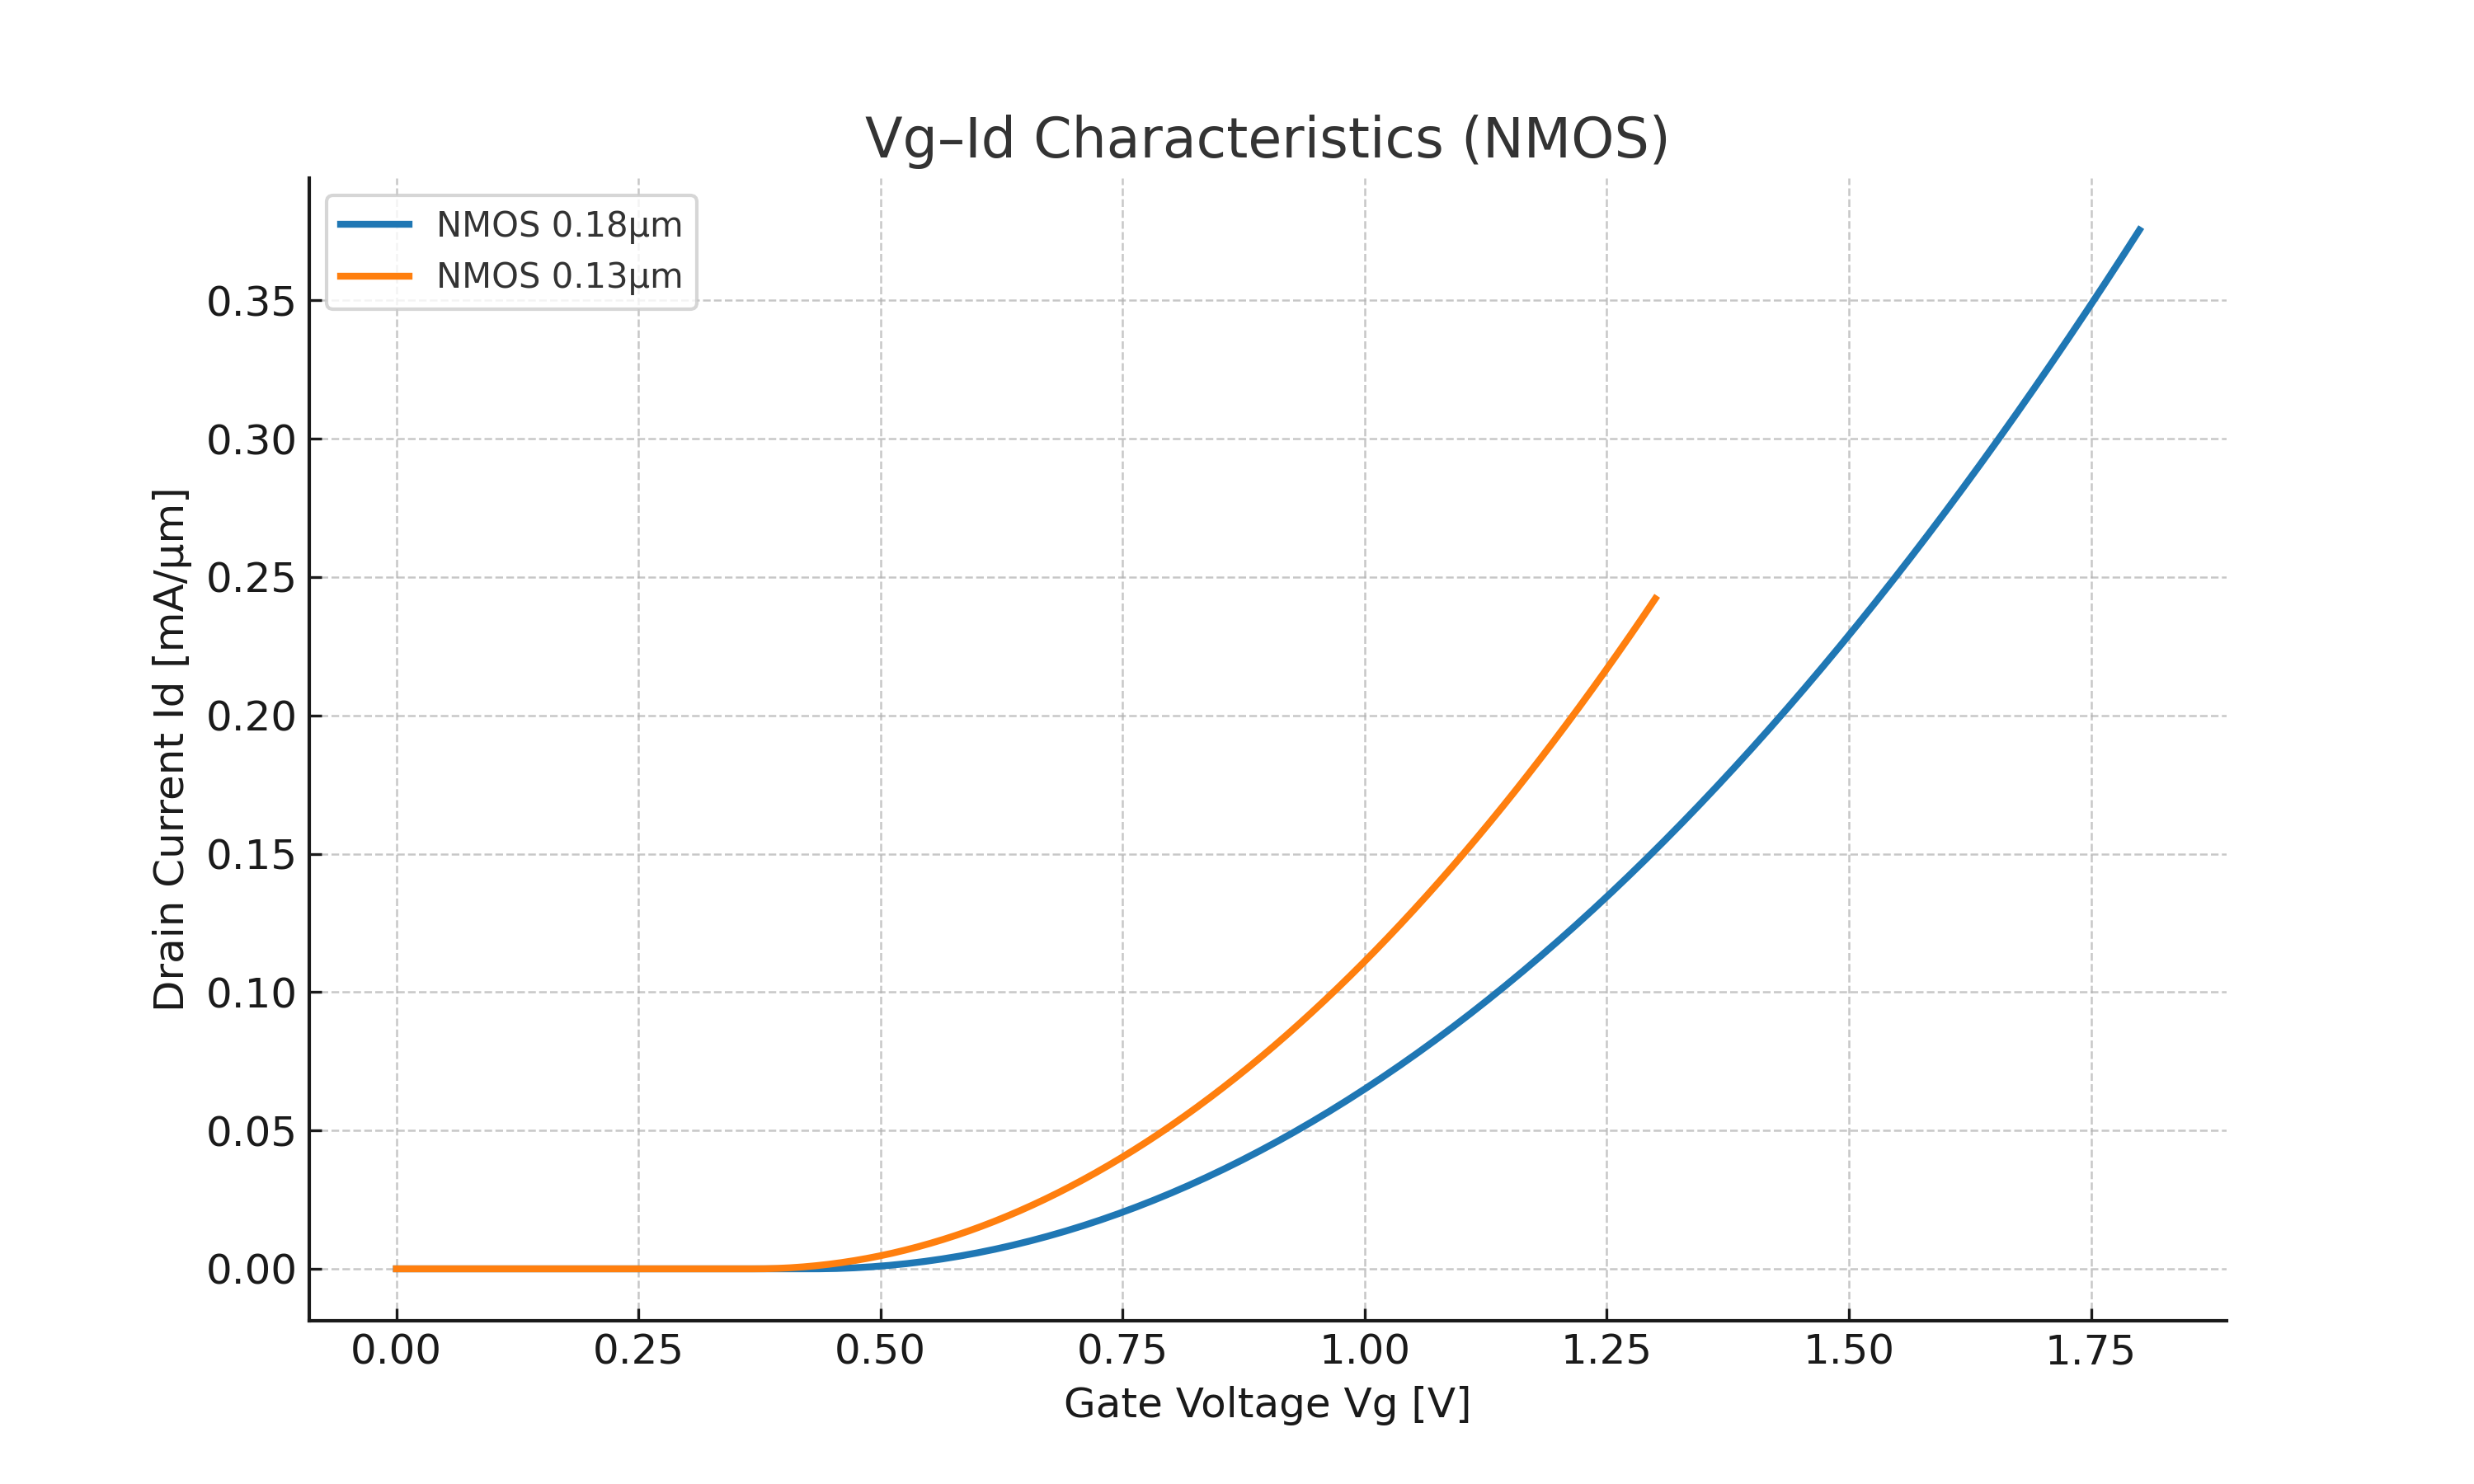 Vg–Id Characteristics (NMOS)
NMOS 0.18μm
NMOS 0.13μm
Drain Current Id [mA/μm]
0.35
0.30
0.25
0.20
0.15
0.10
0.05
0.00
0.00 0.25 0.50 0.75 1.00 1.25 1.50 1.75
Gate Voltage Vg [V]